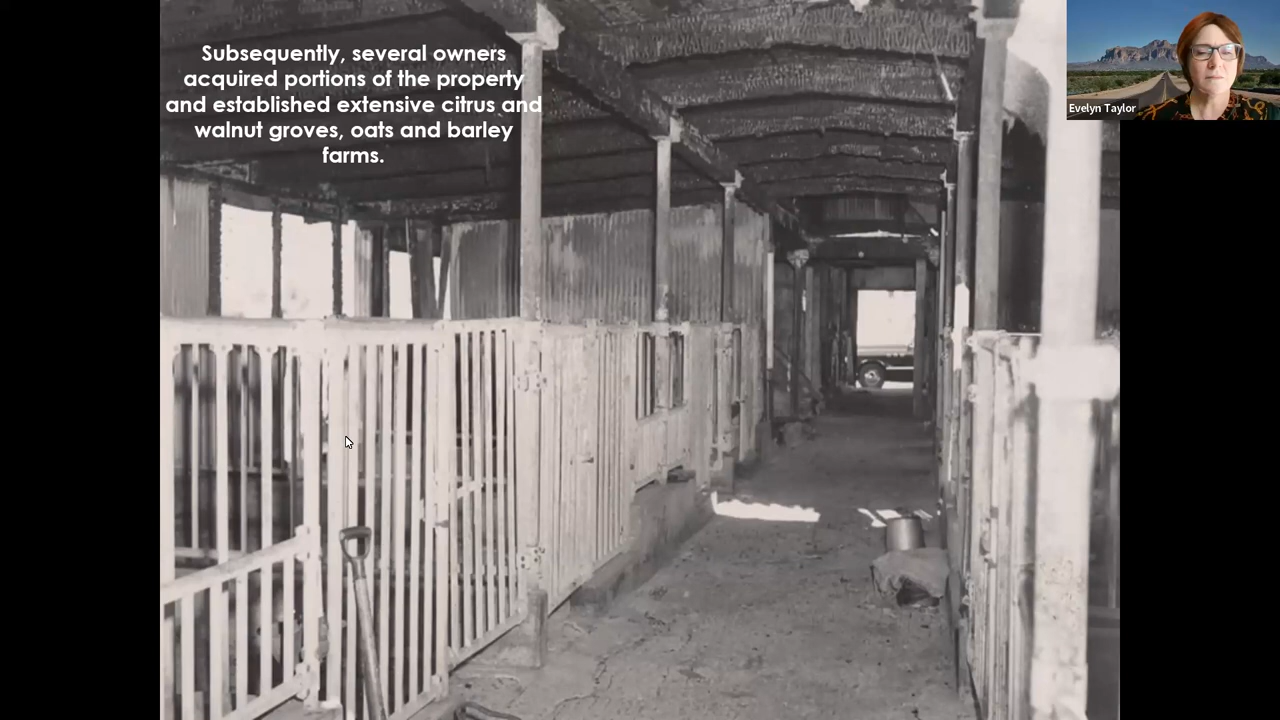 Subsequently, several owners
acquired portions of the property
and established extensive citrus and
walnut groves, oats and barley
farms.
Evelyn Taylor